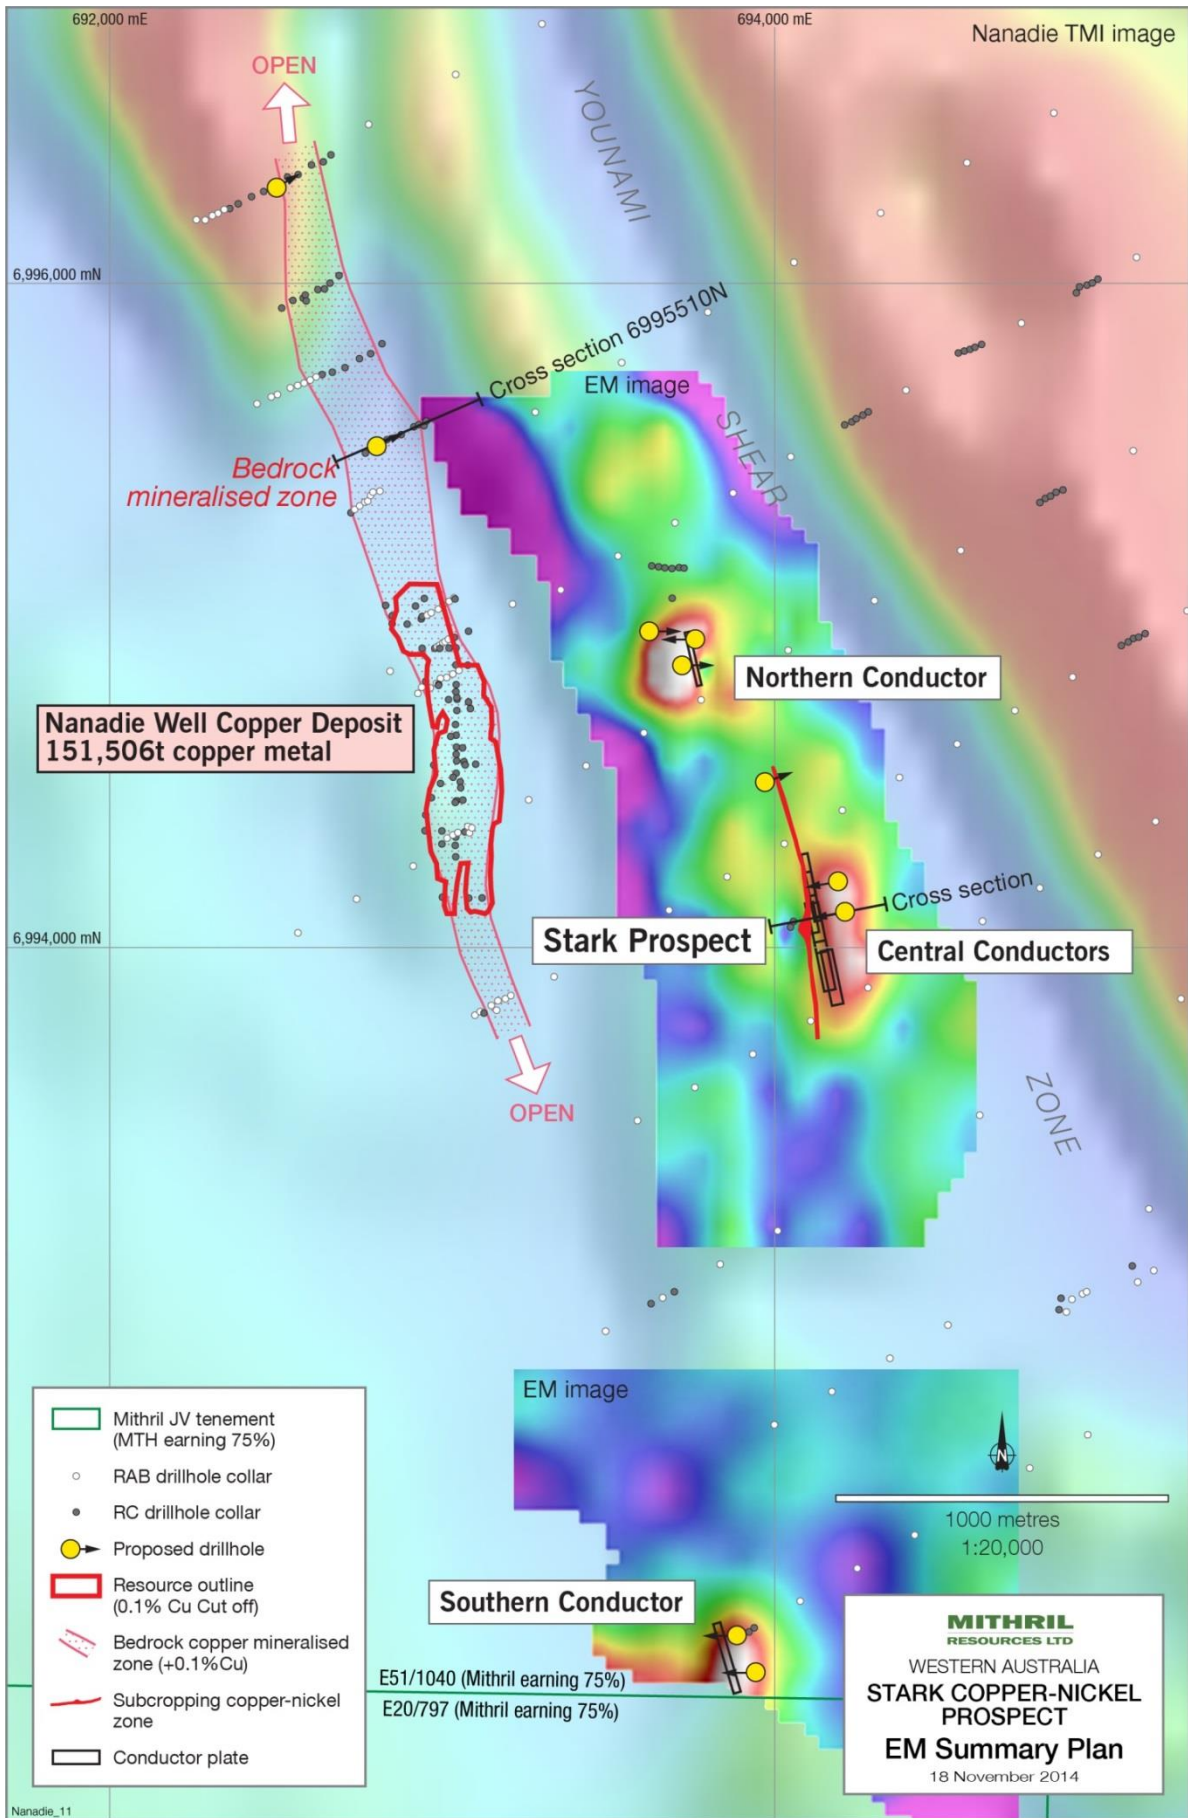 692,000 mE
694,000 mE
Nanadie TMI image
OPEN
YOUNAMI
6,996,000 mN
Cross section 6995510N
EM image
SHEAR
Bedrock
mineralised zone
Northern Conductor
Nanadie Well Copper Deposit
151,506t copper metal
Cross section
Stark Prospect
6,994,000 mN
Central Conductors
ZONE
OPEN
EM image
N
1000 metres
1:20,000
Southern Conductor
E51/1040 (Mithril earning 75%)
E20/797 (Mithril earning 75%)
Mithril JV tenement
(MTH earning 75%)
RAB drillhole collar
RC drillhole collar
Proposed drillhole
Resource outline
(0.1% Cu Cut off)
Bedrock copper mineralised
zone (+0.1%Cu)
Subcropping copper-nickel
zone
Conductor plate
MITHRIL
RESOURCES LTD
WESTERN AUSTRALIA
STARK COPPER-NICKEL
PROSPECT
EM Summary Plan
18 November 2014
Nanadie_11